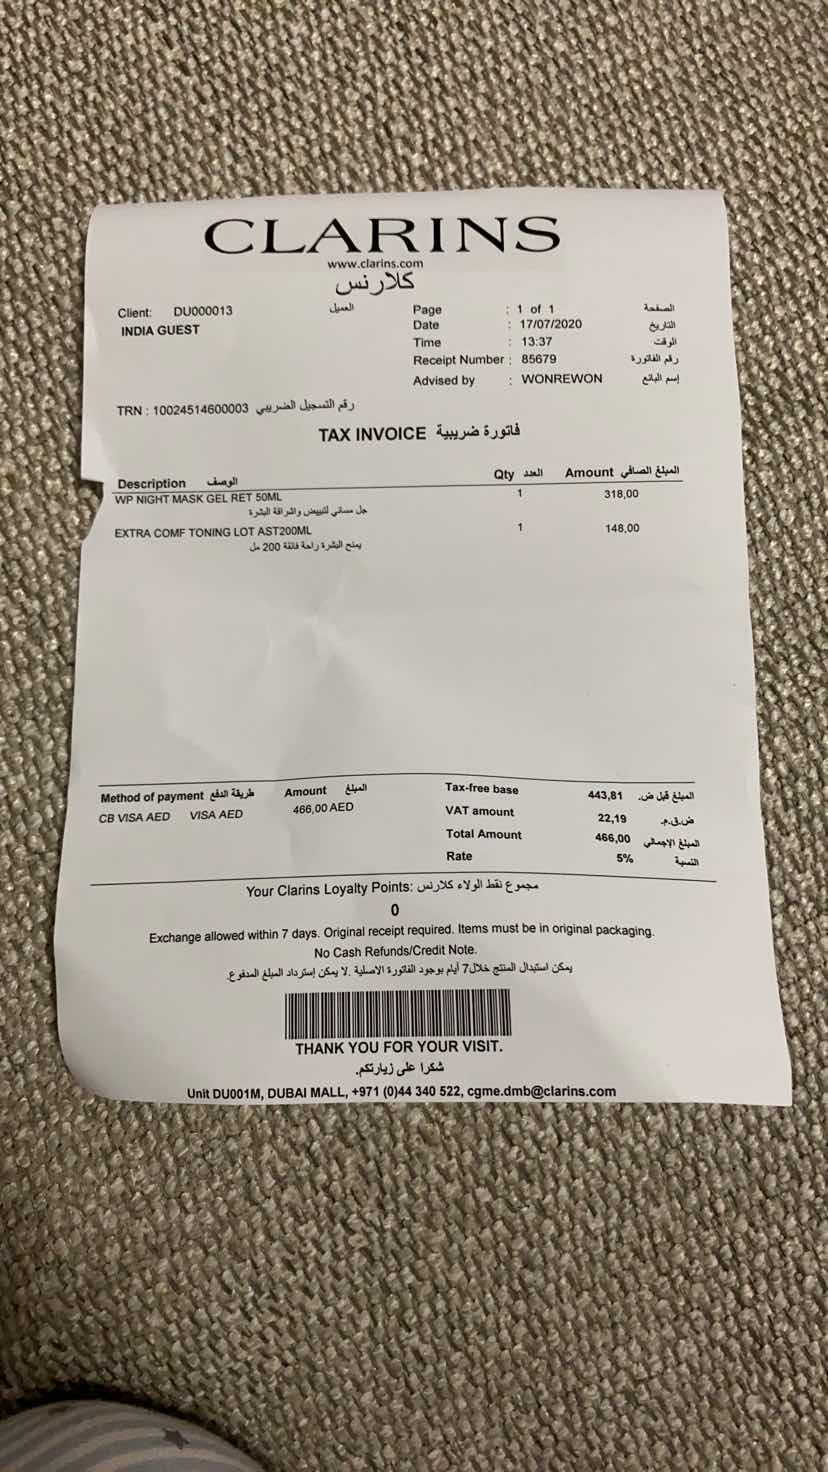 CLARINS
www.clarins.com
كلارنس
Client: DU000013 العميل
INDIA GUEST
Page : 1 of 1 الصفحة
Date : 17/07/2020 التاريخ
Time : 13:37 الوقت
Receipt Number : 85679 رقم الفاتورة
Advised by : WONREWON إسم البائع
TRN : 10024514600003 رقم التسجيل الضريبي
TAX INVOICE فاتورة ضريبية
Description الوصف Qty العدد Amount المبلغ الصافي
WP NIGHT MASK GEL RET 50ML 1 318,00
جل مسائي لتبييض واشراقة البشرة
EXTRA COMF TONING LOT AST200ML 1 148,00
يمنح البشرة راحة فائقة 200 مل
Method of payment طريقة الدفع Amount المبلغ
CB VISA AED VISA AED 466,00 AED
Tax-free base 443,81 المبلغ قبل ض.
VAT amount 22,19 ض.ق.م.
Total Amount 466,00 المبلغ الإجمالي
Rate 5% النسبة
Your Clarins Loyalty Points: مجموع نقط الولاء كلارنس
0
Exchange allowed within 7 days. Original receipt required. Items must be in original packaging.
No Cash Refunds/Credit Note.
يمكن استبدال المنتج خلال7 أيام بوجود الفاتورة الاصلية .لا يمكن إسترداد المبلغ المدفوع.
THANK YOU FOR YOUR VISIT.
شكرا على زيارتكم.
Unit DU001M, DUBAI MALL, +971 (0)44 340 522, cgme.dmb@clarins.com